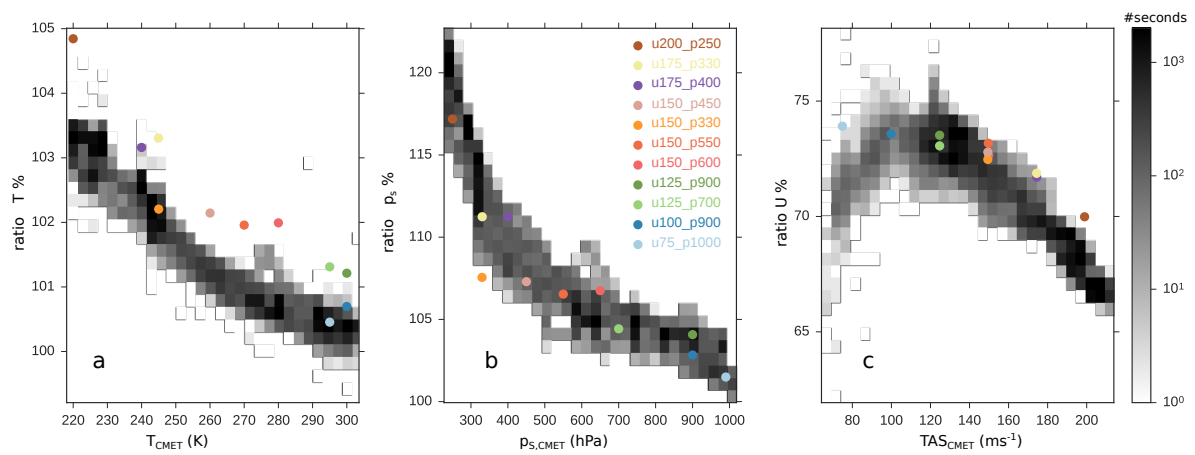 #seconds
105
104
103
102
101
100
ratio T %
220 230 240 250 260 270 280 290 300
T_CMET (K)
a
120
115
110
105
100
ratio p_s %
300 400 500 600 700 800 900 1000
p_S,CMET (hPa)
b
u200_p250
u175_p330
u175_p400
u150_p450
u150_p330
u150_p550
u150_p600
u125_p900
u125_p700
u100_p900
u75_p1000
75
70
65
ratio U %
80 100 120 140 160 180 200
TAS_CMET (ms⁻¹)
c
10³
10²
10¹
10⁰